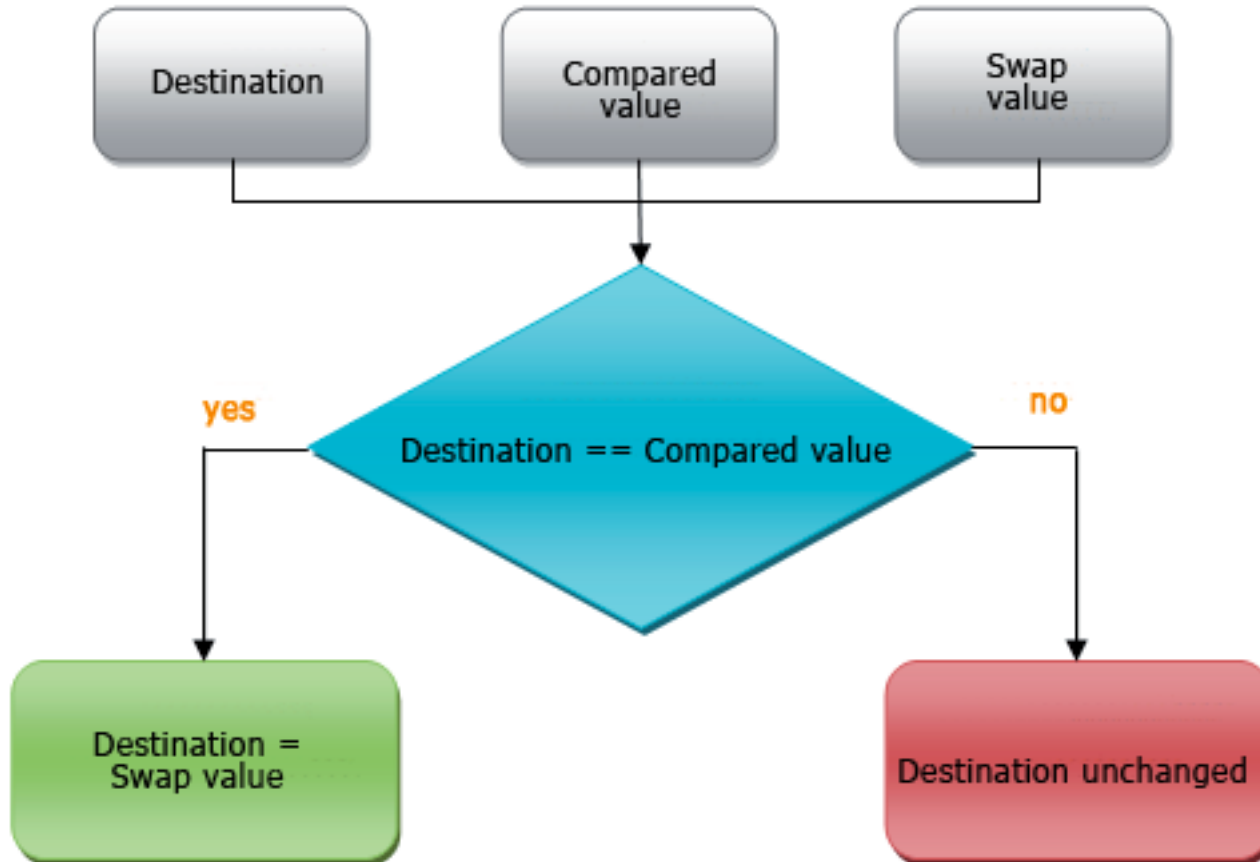 Destination
Compared
value
Swap
value
yes
no
Destination == Compared value
Destination =
Swap value
Destination unchanged